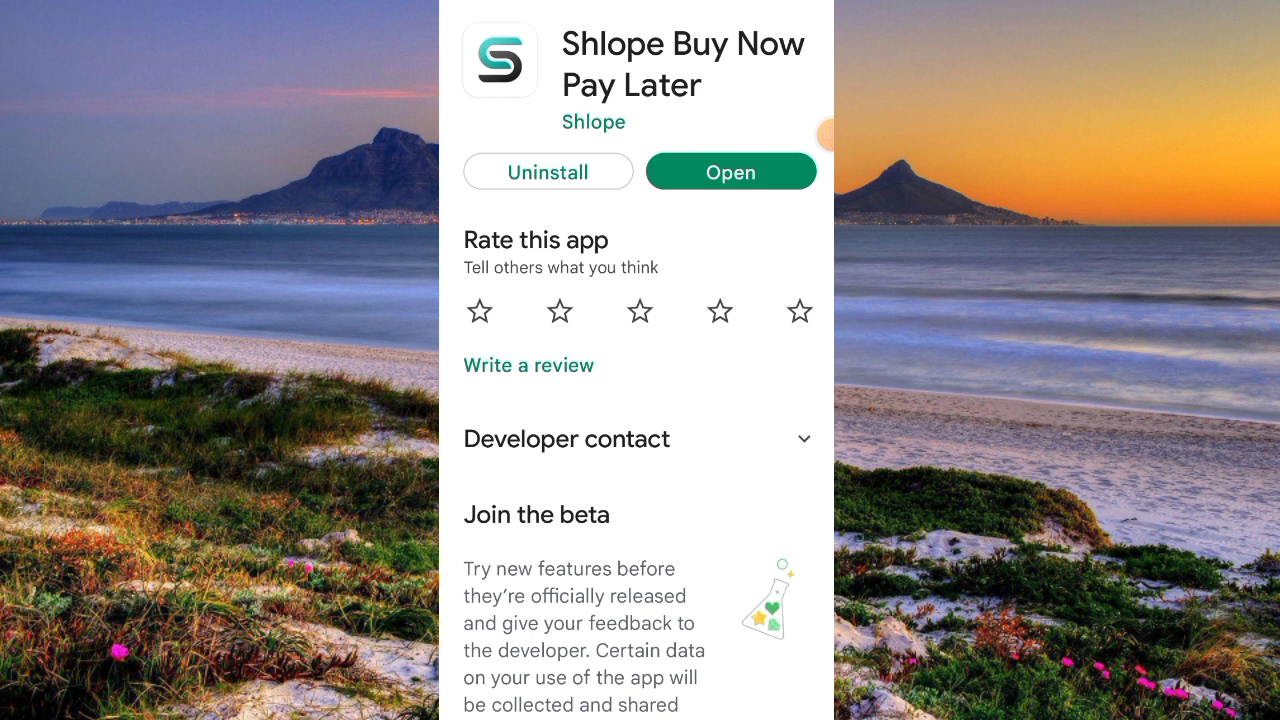 Shlope Buy Now
Pay Later
Shlope
Uninstall
Open
Rate this app
Tell others what you think
Write a review
Developer contact
Join the beta
Try new features before
they're officially released
and give your feedback to
the developer. Certain data
on your use of the app will
be collected and shared